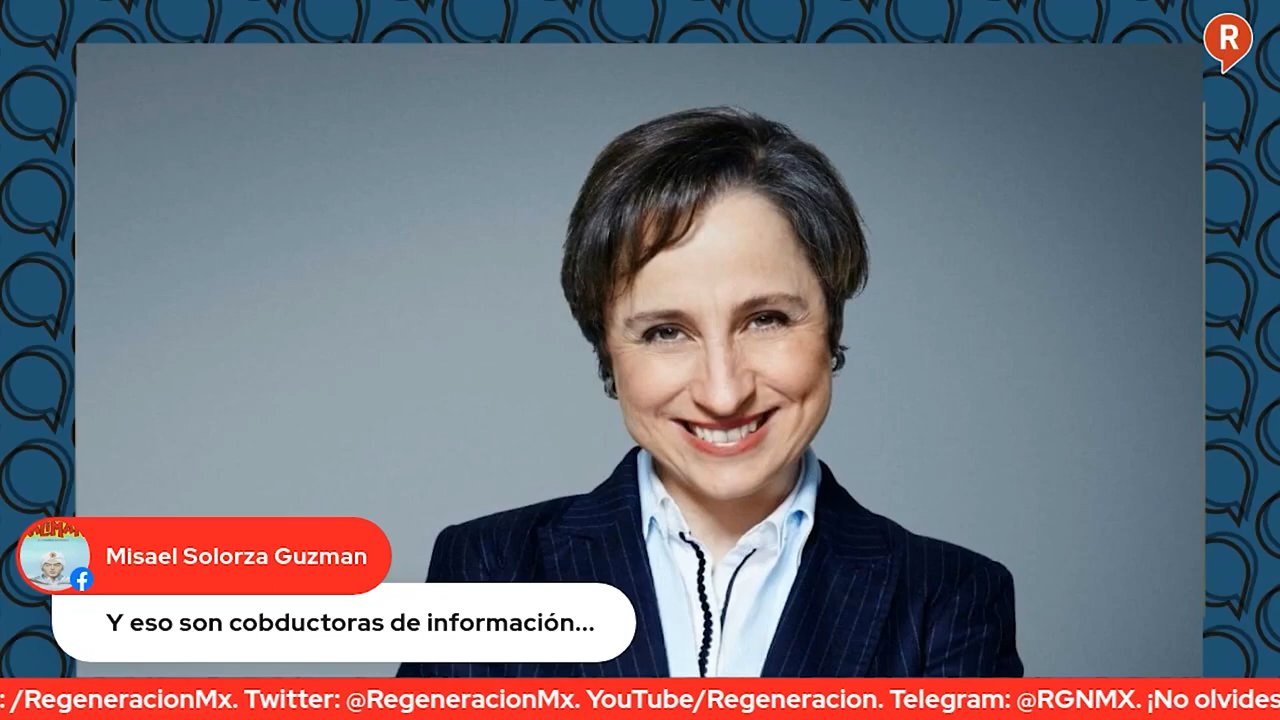 R
Misael Solorza Guzman
Y eso son cobductoras de información...
: /RegeneracionMx. Twitter: @RegeneracionMx. YouTube/Regeneracion. Telegram: @RGNMX. ¡No olvides